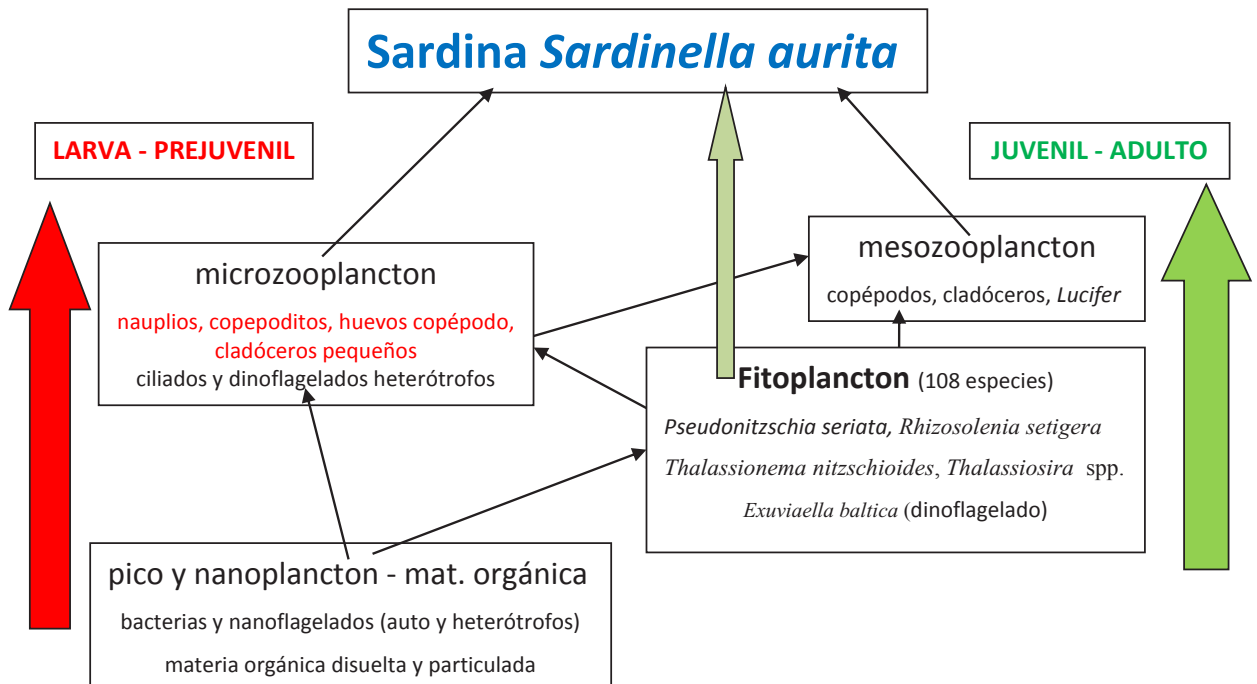 Sardina Sardinella aurita
LARVA - PREJUVENIL
JUVENIL - ADULTO
microzooplancton
nauplios, copepoditos, huevos copépodo,
cladóceros pequeños
ciliados y dinoflagelados heterótrofos
mesozooplancton
copépodos, cladóceros, Lucifer
Fitoplancton (108 especies)
Pseudonitzschia seriata, Rhizosolenia setigera
Thalassionema nitzschioides, Thalassiosira spp.
Exuviaella baltica (dinoflagelado)
pico y nanoplancton - mat. orgánica
bacterias y nanoflagelados (auto y heterótrofos)
materia orgánica disuelta y particulada